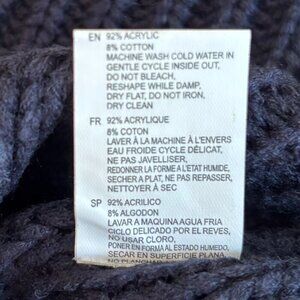 EN 92% ACRYLIC
8% COTTON
MACHINE WASH COLD WATER IN
GENTLE CYCLE INSIDE OUT,
DO NOT BLEACH,
RESHAPE WHILE DAMP,
DRY FLAT, DO NOT IRON,
DRY CLEAN
FR 92% ACRYLIQUE
8% COTON
LAVER À LA MACHINE À L'ENVERS
EAU FROIDE CYCLE DÉLICAT,
NE PAS JAVELLISER,
REDONNER LA FORME A L'ETAT HUMIDE,
SECHER A PLAT, NE PAS REPASSER,
NETTOYER À SEC
SP 92% ACRILICO
8% ALGODON
LAVAR A MAQUINA AGUA FRIA
CICLO DELICADO POR EL REVES,
NO USAR CLORO,
PONER EN FORMA AL ESTADO HUMEDO,
SECAR EN SUPERFICIE PLANA
NO PLANCHAR